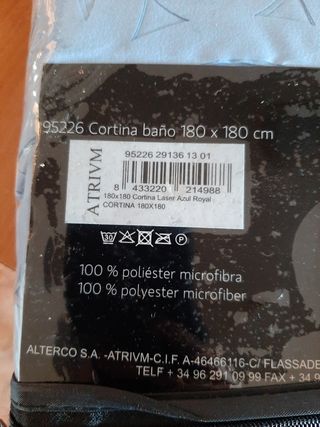 95226 Cortina baño 180 x 180 cm
ATRIVM
95226 29136 13 01
8 433220 214988
180x180 Cortina Laser Azul Royal
CORTINA 180X180
30
P
100 % poliéster microfibra
100 % polyester microfiber
ALTERCO S.A. -ATRIVM-C.I.F. A-46466116-C/ FLASSADE
TELF + 34 96 291 09 99 FAX + 34 9